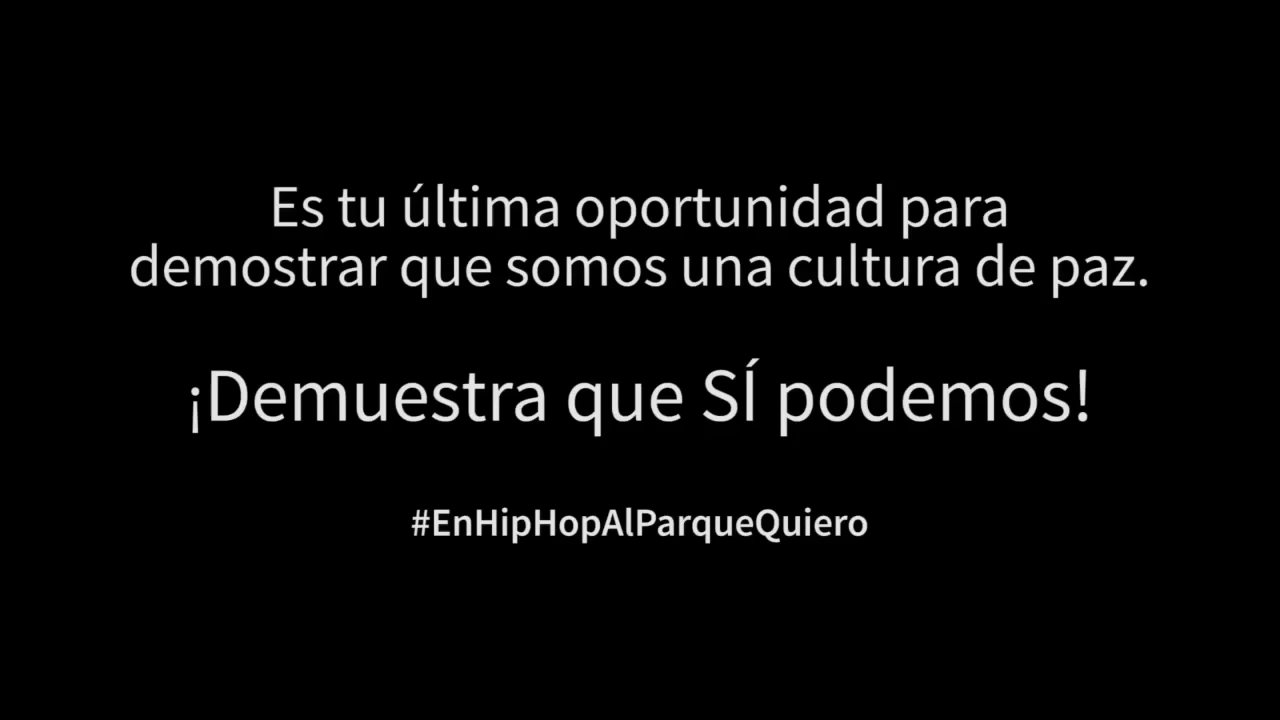 Es tu última oportunidad para
demostrar que somos una cultura de paz.
¡Demuestra que SÍ podemos!
#EnHipHopAlParqueQuiero